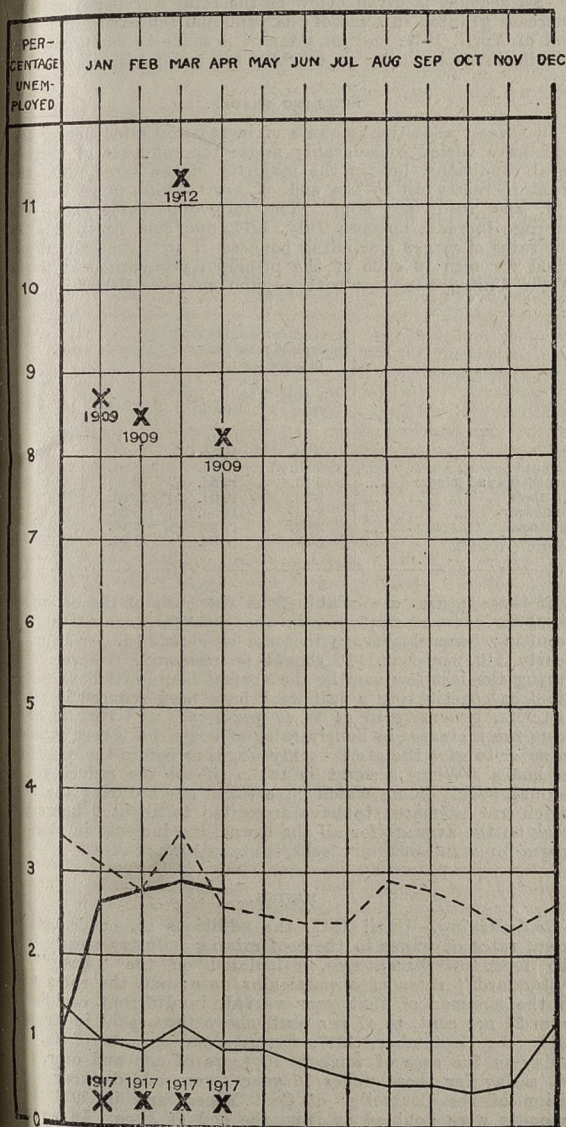 PER-
CENTAGE
UNEM-
PLOYED
JAN FEB MAR APR MAY JUN JUL AUG SEP OCT NOV DEC
1912
11
10
9
1909
1909
1909
8
7
6
5
4
3
2
1
1917 1917 1917 1917
0